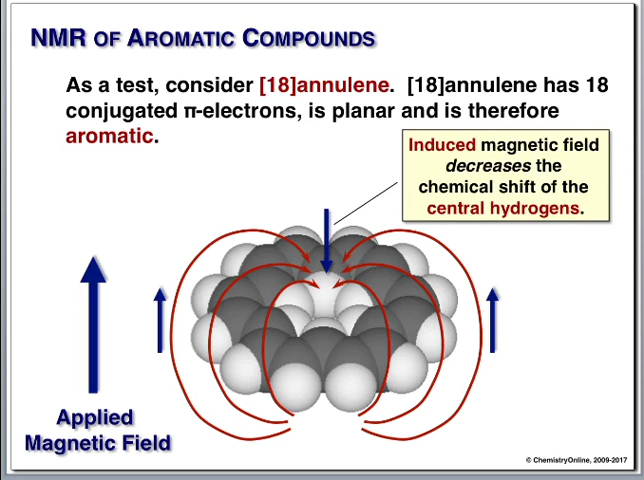 NMR OF AROMATIC COMPOUNDS
As a test, consider [18]annulene. [18]annulene has 18
conjugated π-electrons, is planar and is therefore
aromatic.
Induced magnetic field
decreases the
chemical shift of the
central hydrogens.
Applied
Magnetic Field
© ChemistryOnline, 2009-2017